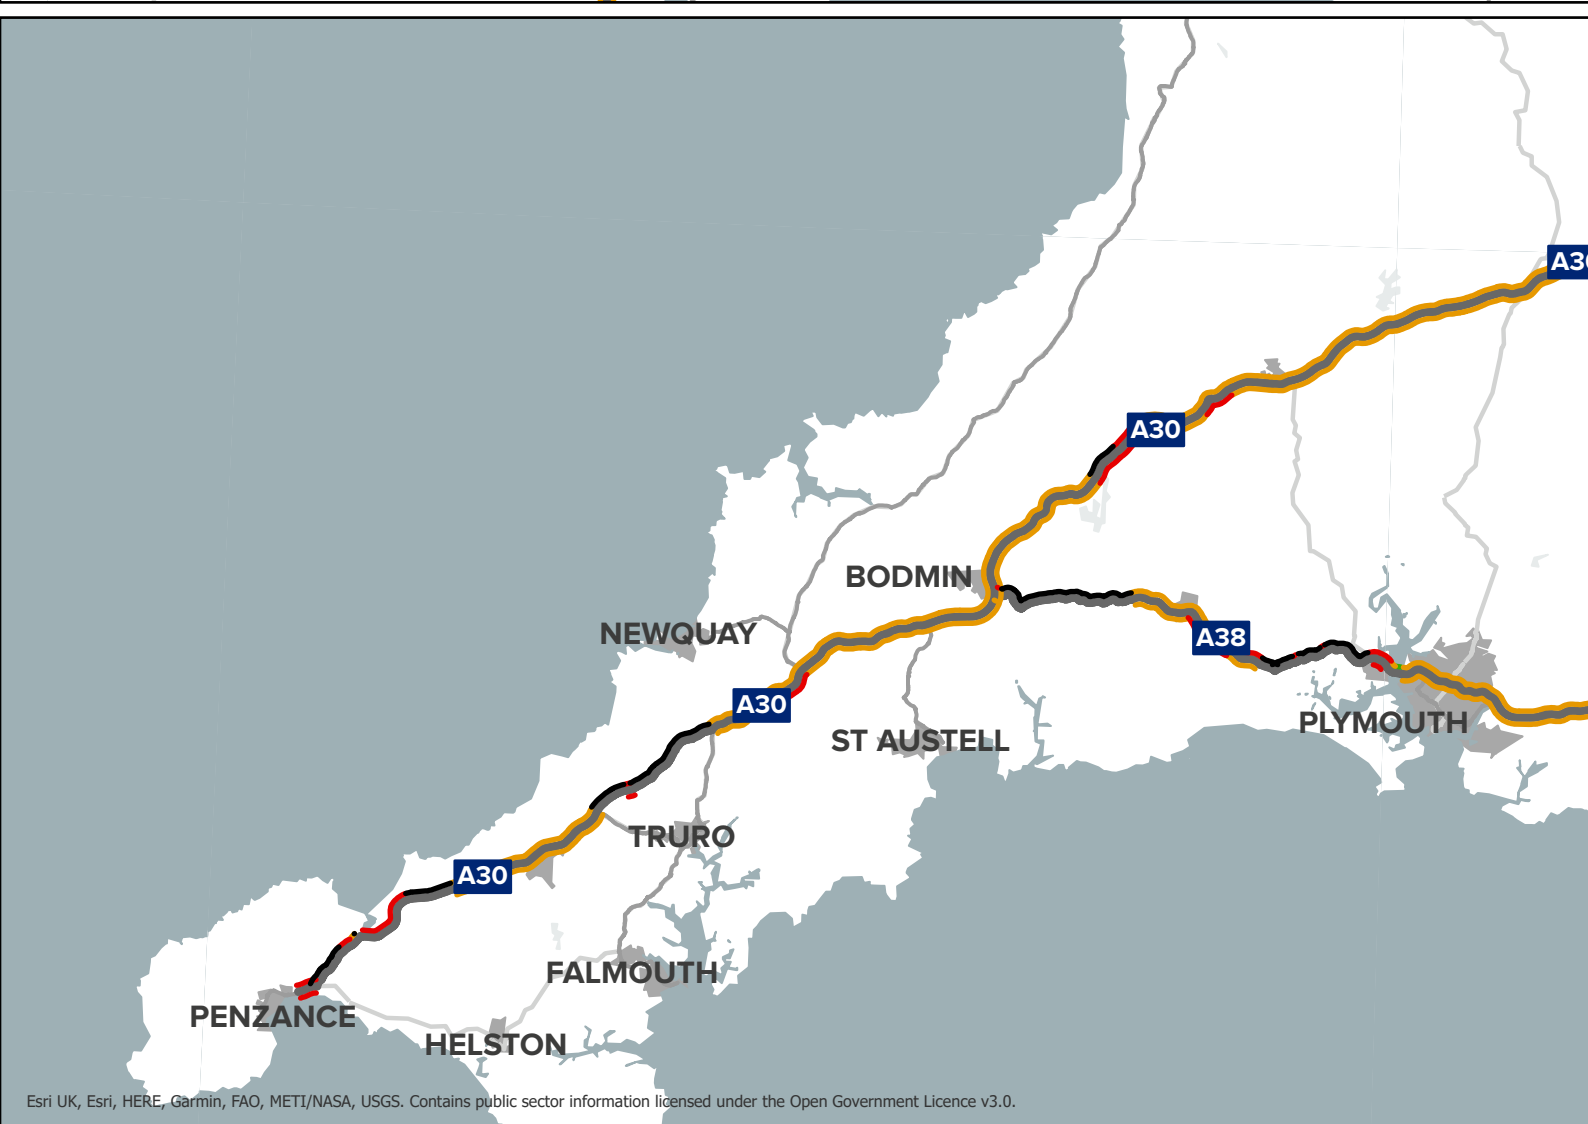 A30
A30
BODMIN
NEWQUAY
A38
A30
PLYMOUTH
ST AUSTELL
TRURO
A30
FALMOUTH
PENZANCE
HELSTON
Esri UK, Esri, HERE, Garmin, FAO, METI/NASA, USGS. Contains public sector information licensed under the Open Government Licence v3.0.